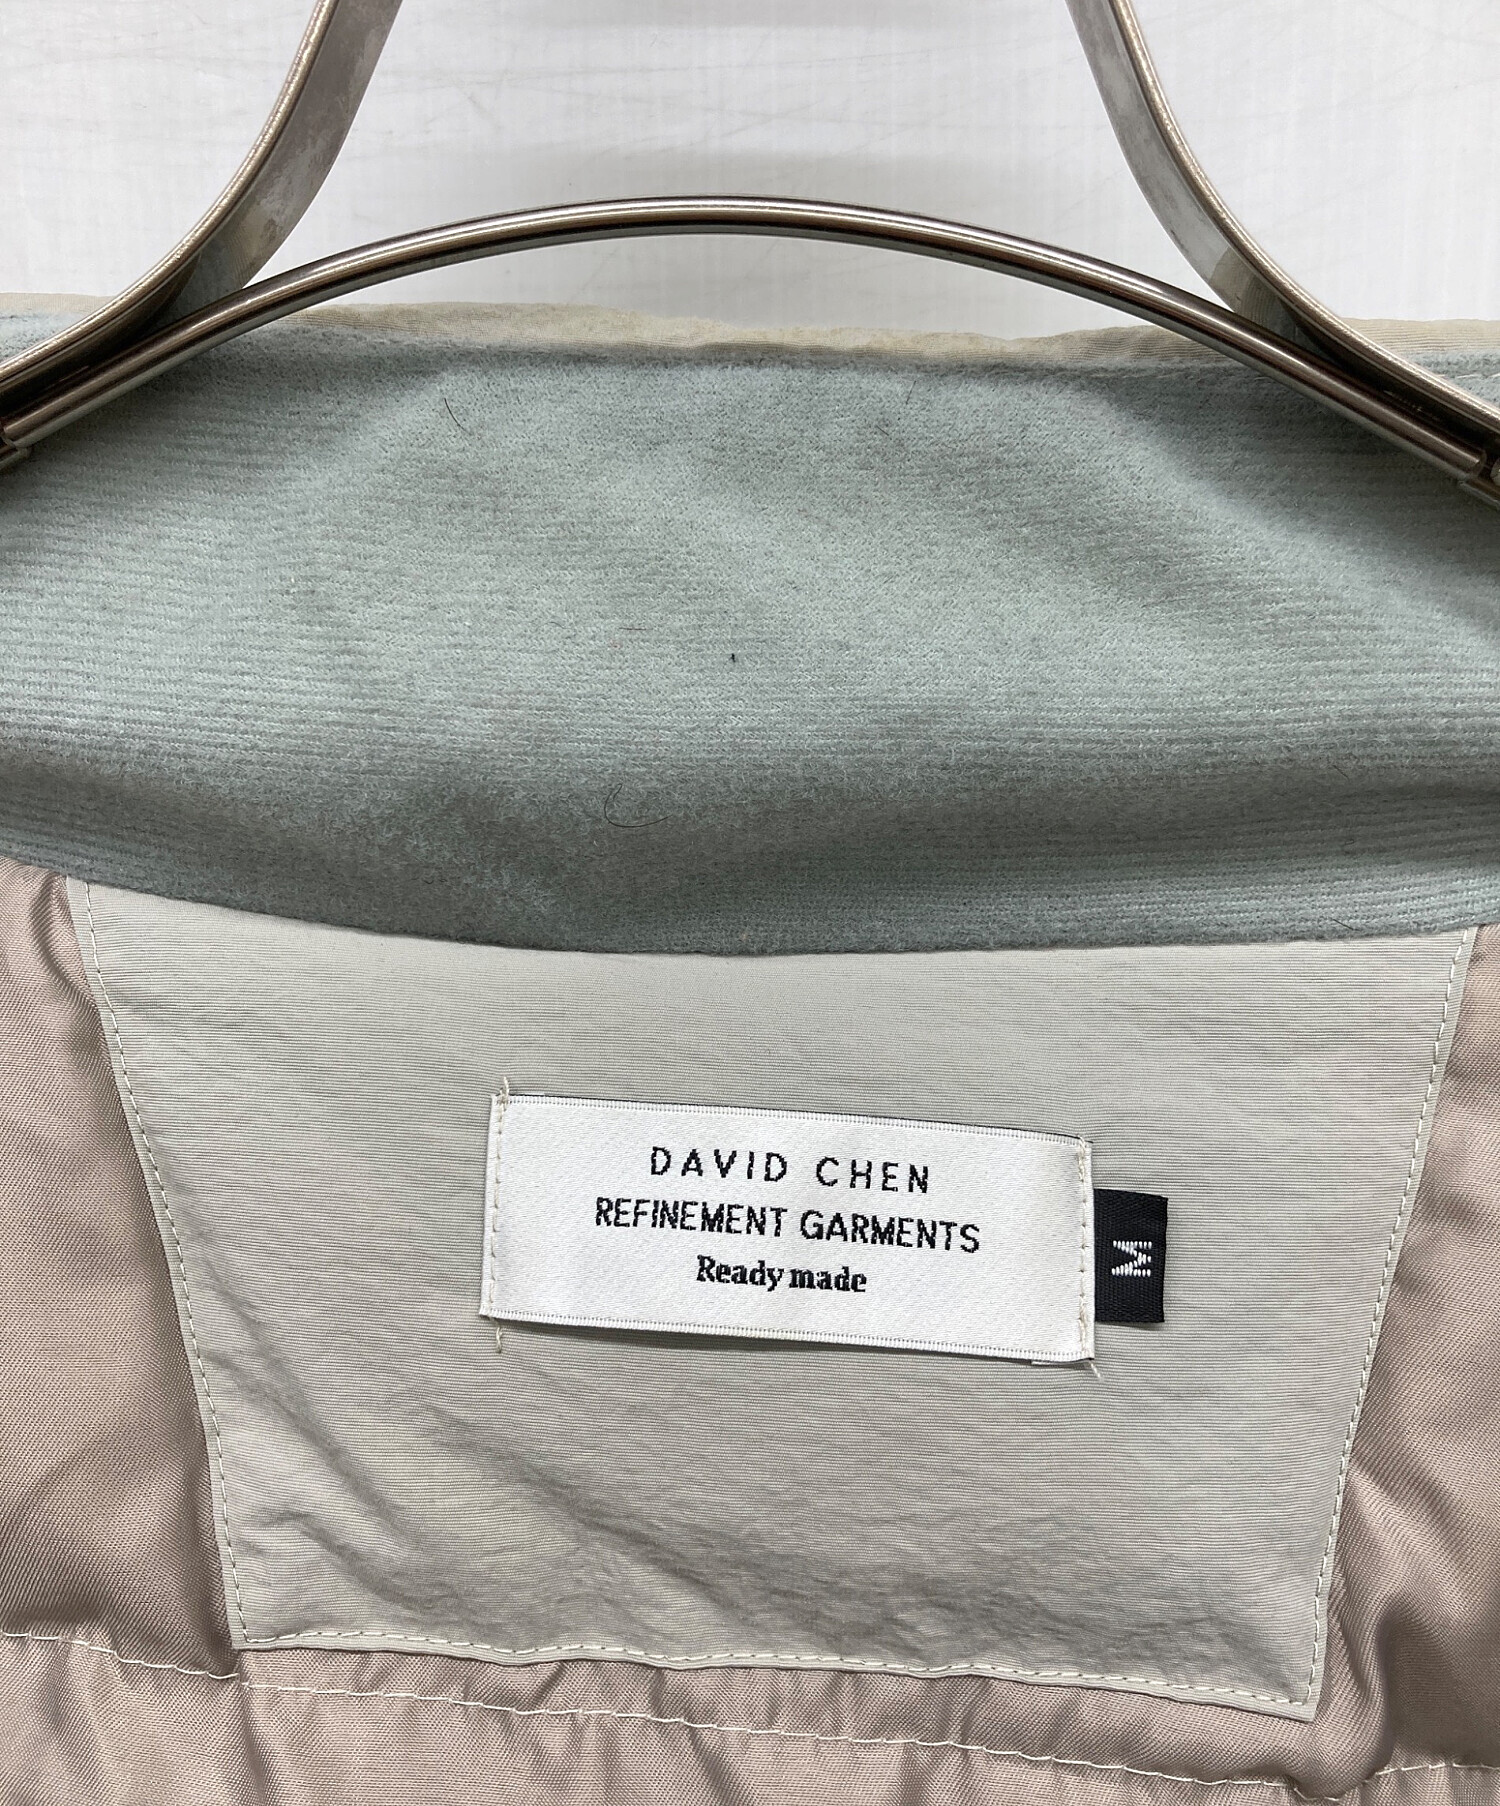 DAVID CHEN
REFINEMENT GARMENTS
Ready made
M